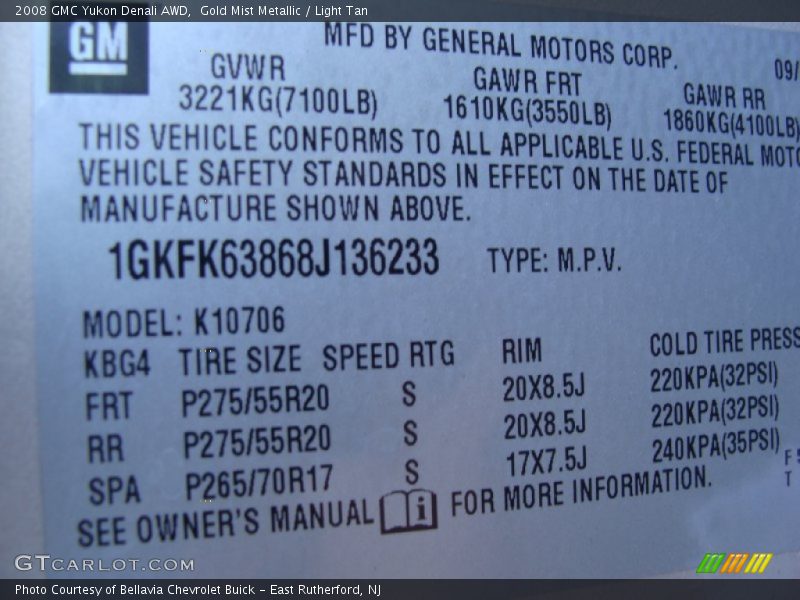 2008 GMC Yukon Denali AWD,  Gold Mist Metallic / Light Tan
GM
MFD BY GENERAL MOTORS CORP.
09/
GVWR GAWR FRT GAWR RR
3221KG(7100LB) 1610KG(3550LB) 1860KG(4100LB)
THIS VEHICLE CONFORMS TO ALL APPLICABLE U.S. FEDERAL MOTO
VEHICLE SAFETY STANDARDS IN EFFECT ON THE DATE OF
MANUFACTURE SHOWN ABOVE.
1GKFK63868J136233 TYPE: M.P.V.
MODEL: K10706
KBG4 TIRE SIZE SPEED RTG RIM COLD TIRE PRESS
FRT P275/55R20 S 20X8.5J 220KPA(32PSI)
RR P275/55R20 S 20X8.5J 220KPA(32PSI)
SPA P265/70R17 S 17X7.5J 240KPA(35PSI)
SEE OWNER'S MANUAL i FOR MORE INFORMATION.
GTCARLOT.COM
Photo Courtesy of Bellavia Chevrolet Buick – East Rutherford, NJ